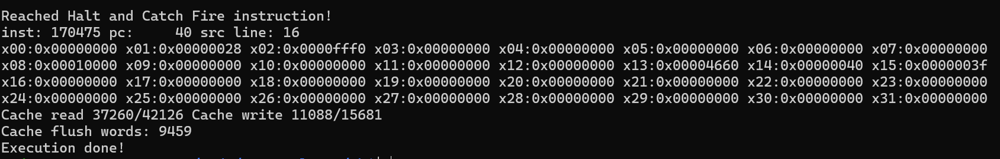 Reached Halt and Catch Fire instruction!
inst: 170475 pc:     40 src line: 16
x00:0x00000000 x01:0x00000028 x02:0x0000fff0 x03:0x00000000 x04:0x00000000 x05:0x00000000 x06:0x00000000 x07:0x00000000
x08:0x00010000 x09:0x00000000 x10:0x00000000 x11:0x00000000 x12:0x00000000 x13:0x00004660 x14:0x00000040 x15:0x0000003f
x16:0x00000000 x17:0x00000000 x18:0x00000000 x19:0x00000000 x20:0x00000000 x21:0x00000000 x22:0x00000000 x23:0x00000000
x24:0x00000000 x25:0x00000000 x26:0x00000000 x27:0x00000000 x28:0x00000000 x29:0x00000000 x30:0x00000000 x31:0x00000000
Cache read 37260/42126 Cache write 11088/15681
Cache flush words: 9459
Execution done!